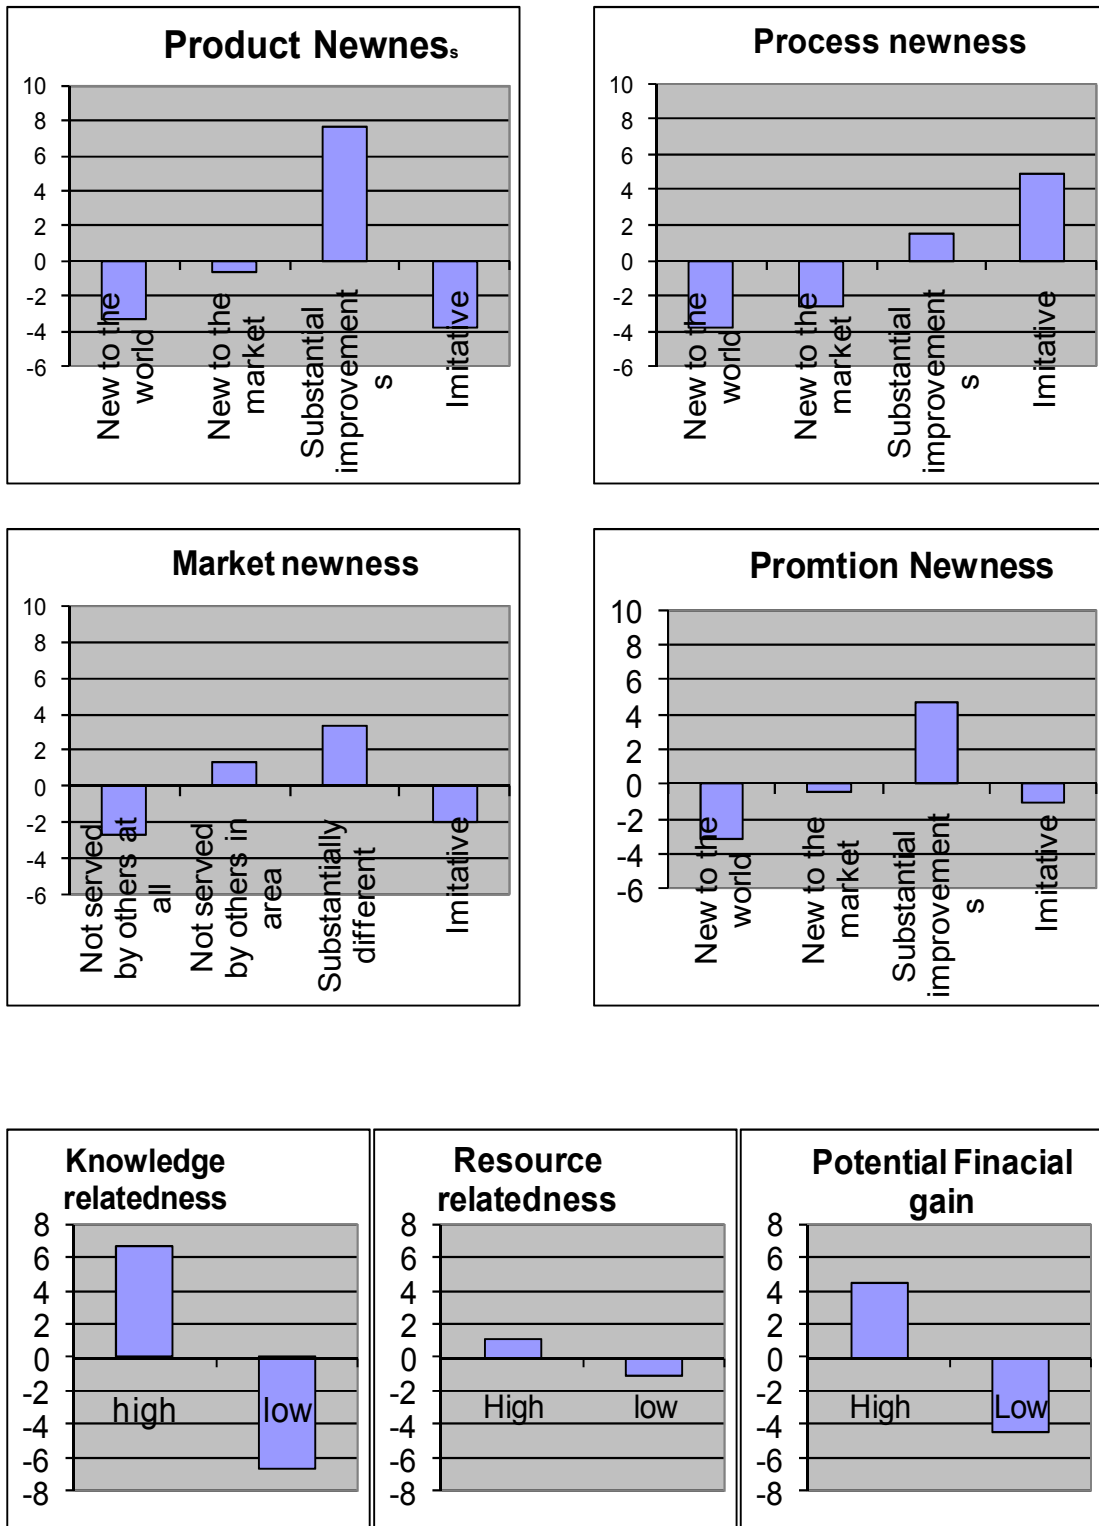 Product Newness
10
8
6
4
2
0
-2
-4
-6
New to the
world
New to the
market
Substantial
improvement
s
Imitative
Process newness
10
8
6
4
2
0
-2
-4
-6
New to the
world
New to the
market
Substantial
improvement
s
Imitative
Market newness
10
8
6
4
2
0
-2
-4
-6
Not served
by others at
all
Not served
by others in
area
Substantially
different
Imitative
Promtion Newness
10
8
6
4
2
0
-2
-4
-6
New to the
world
New to the
market
Substantial
improvement
s
Imitative
Knowledge
relatedness
8
6
4
2
0
-2
-4
-6
-8
high
low
Resource
relatedness
8
6
4
2
0
-2
-4
-6
-8
High
low
Potential Finacial
gain
8
6
4
2
0
-2
-4
-6
-8
High
Low